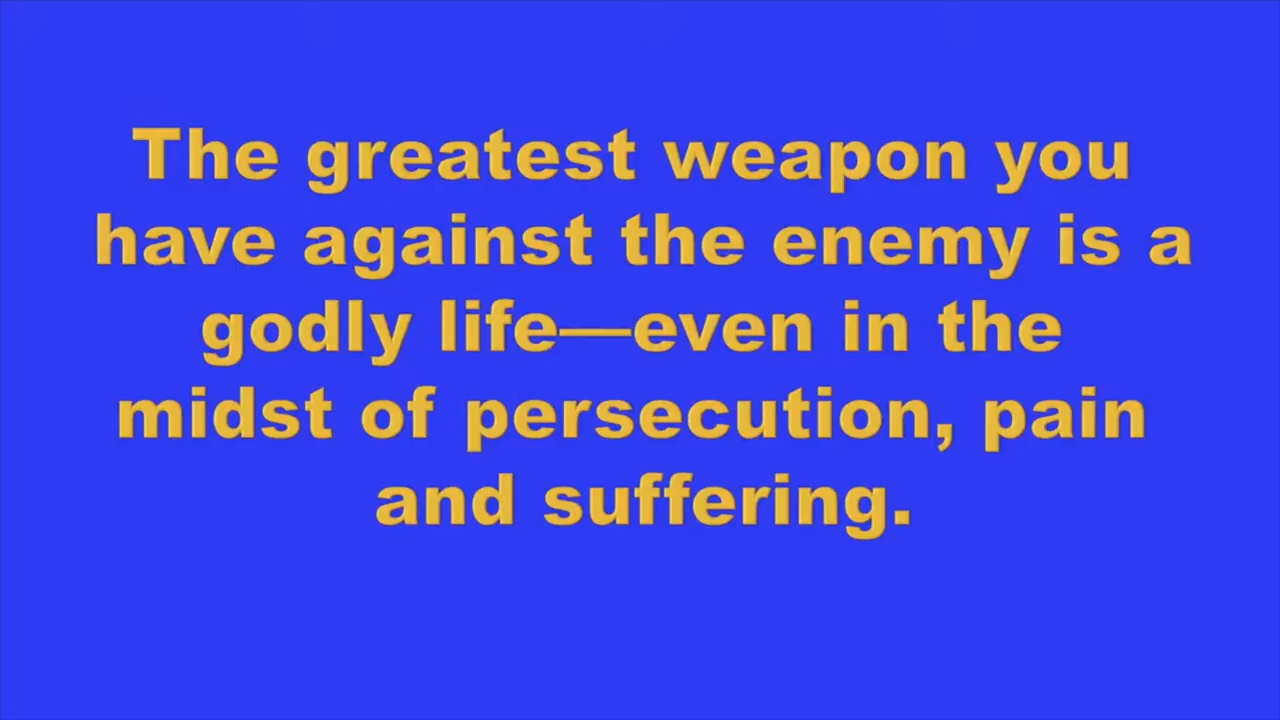 The greatest weapon you
have against the enemy is a
godly life—even in the
midst of persecution, pain
and suffering.